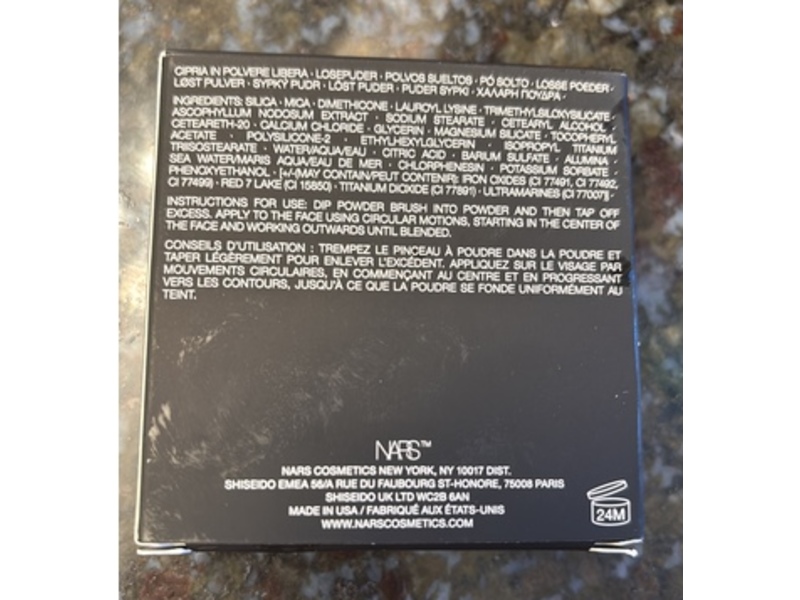 CIPRIA IN POLVERE LIBERA · LOSEPUDER · POLVOS SUELTOS · PÓ SOLTO · LOSSE POEDER ·
LØST PULVER · SYPKÝ PUDR · LÖST PUDER · PUDER SYPKI · ΧΑΛΑΡΗ ΠΟΥΔΡΑ ·
INGREDIENTS: SILICA · MICA · DIMETHICONE · LAUROYL LYSINE · TRIMETHYLSILOXYSILICATE ·
ASCOPHYLLUM NODOSUM EXTRACT · SODIUM STEARATE · CETEARYL ALCOHOL ·
CETEARETH-20 · CALCIUM CHLORIDE · GLYCERIN · MAGNESIUM SILICATE · TOCOPHERYL
ACETATE · POLYSILICONE-2 · ETHYLHEXYLGLYCERIN · ISOPROPYL TITANIUM
TRIISOSTEARATE · WATER/AQUA/EAU · CITRIC ACID · BARIUM SULFATE · ALUMINA ·
SEA WATER/MARIS AQUA/EAU DE MER · CHLORPHENESIN · POTASSIUM SORBATE ·
PHENOXYETHANOL · [+/-(MAY CONTAIN/PEUT CONTENIR): IRON OXIDES (CI 77491, CI 77492,
CI 77499) · RED 7 LAKE (CI 15850) · TITANIUM DIOXIDE (CI 77891) · ULTRAMARINES (CI 77007)] ·
INSTRUCTIONS FOR USE: DIP POWDER BRUSH INTO POWDER AND THEN TAP OFF
EXCESS. APPLY TO THE FACE USING CIRCULAR MOTIONS, STARTING IN THE CENTER OF
THE FACE AND WORKING OUTWARDS UNTIL BLENDED.
CONSEILS D'UTILISATION : TREMPEZ LE PINCEAU À POUDRE DANS LA POUDRE ET
TAPER LÉGÈREMENT POUR ENLEVER L'EXCÉDENT. APPLIQUEZ SUR LE VISAGE PAR
MOUVEMENTS CIRCULAIRES, EN COMMENÇANT AU CENTRE ET EN PROGRESSANT
VERS LES CONTOURS, JUSQU'À CE QUE LA POUDRE SE FONDE UNIFORMÉMENT AU
TEINT.
NARS™
NARS COSMETICS NEW YORK, NY 10017 DIST.
SHISEIDO EMEA 56/A RUE DU FAUBOURG ST-HONORE, 75008 PARIS
SHISEIDO UK LTD WC2B 6AN
MADE IN USA / FABRIQUÉ AUX ÉTATS-UNIS
WWW.NARSCOSMETICS.COM
24M